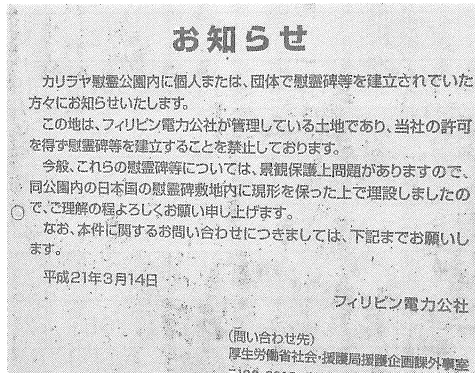 お知らせ
カリラヤ慰霊公園内に個人または、団体で慰霊碑等を建立されていた
方々にお知らせいたします。
この地は、フィリピン電力公社が管理している土地であり、当社の許可
を得ず慰霊碑等を建立することを禁止しております。
今般、これらの慰霊碑等については、景観保護上問題がありますので、
同公園内の日本国の慰霊碑敷地内に現形を保った上で埋設しましたの
で、ご理解の程よろしくお願い申し上げます。
なお、本件に関するお問い合わせにつきましては、下記までお願いし
ます。
平成21年3月14日
フィリピン電力公社
(問い合わせ先)
厚生労働省社会・援護局援護企画課外事室